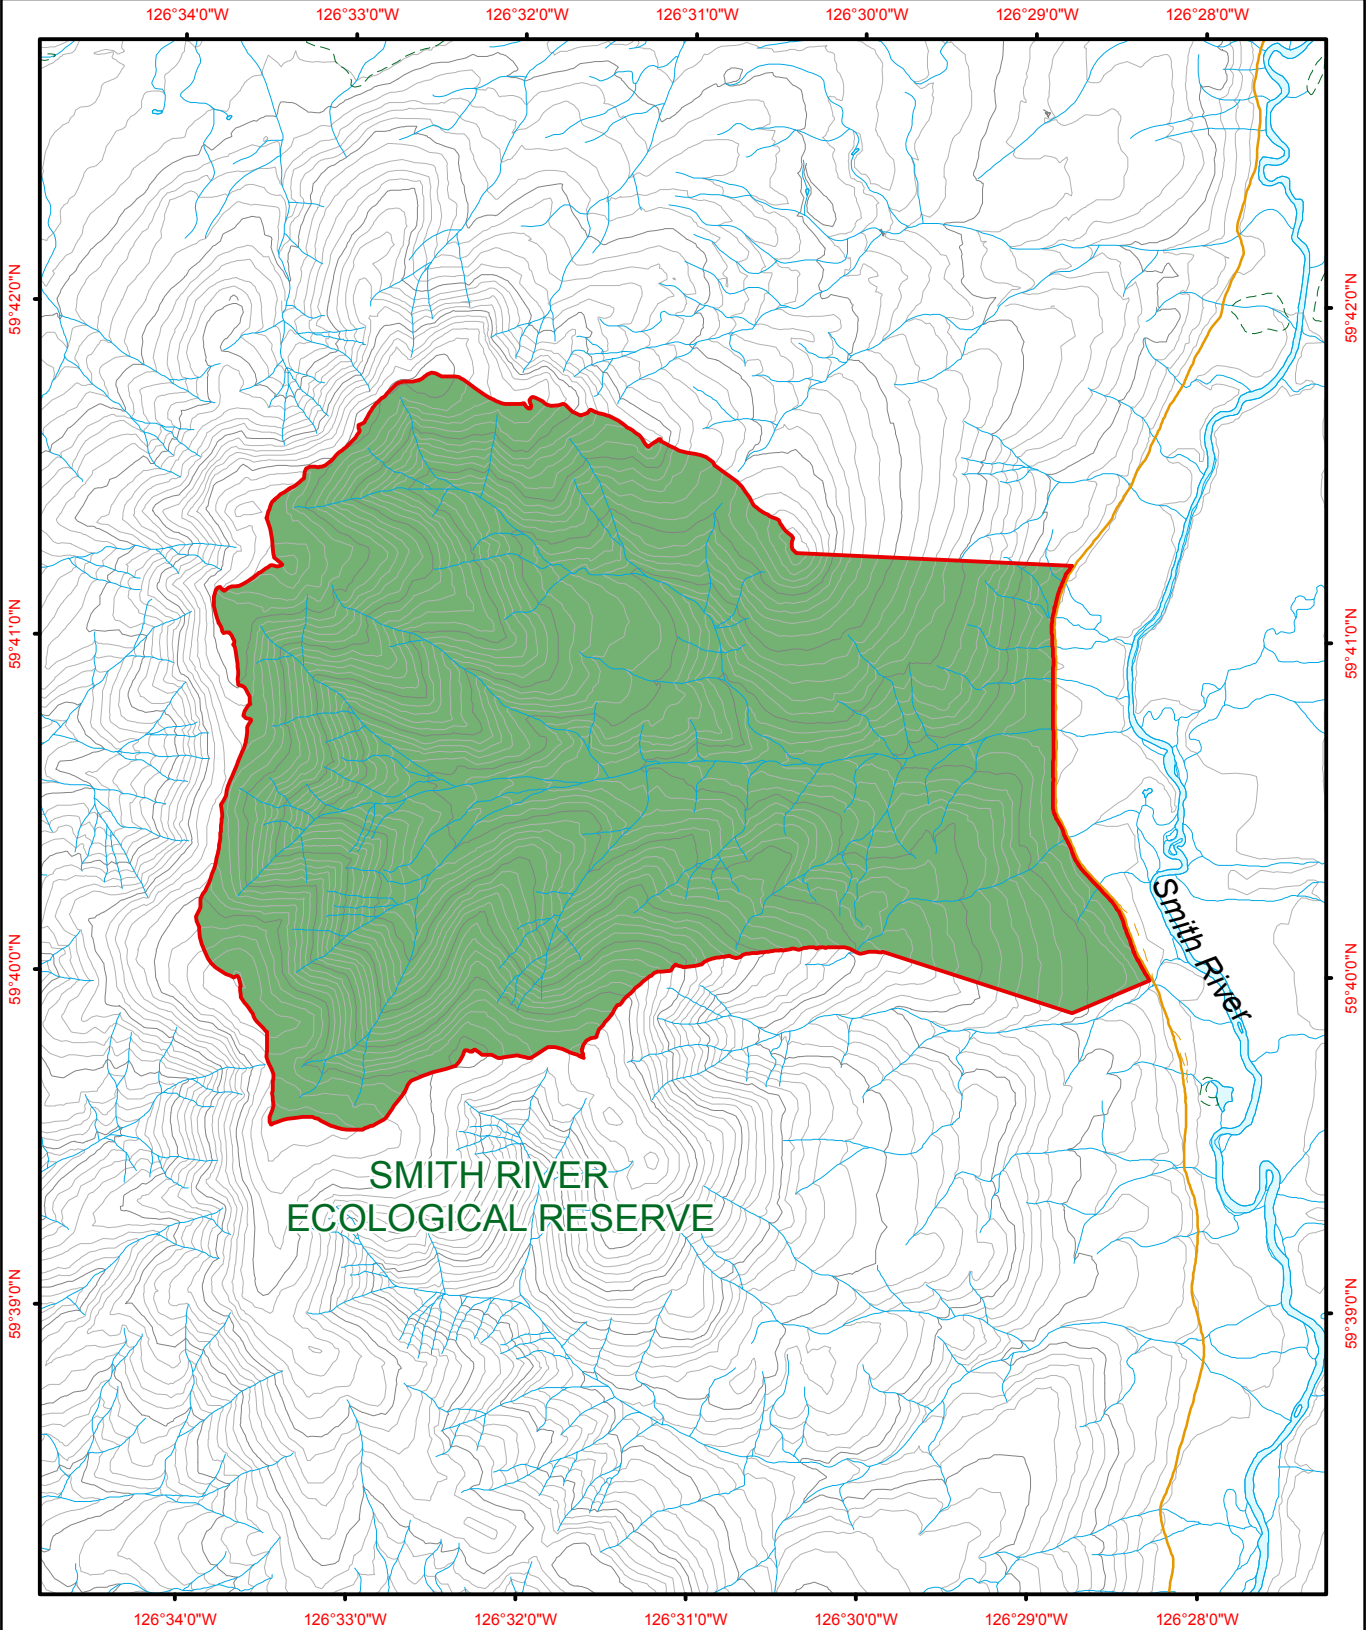 126°34'0"W 126°33'0"W 126°32'0"W 126°31'0"W 126°30'0"W 126°29'0"W 126°28'0"W
59°42'0"N 59°42'0"N
59°41'0"N 59°41'0"N
Smith River
59°40'0"N 59°40'0"N
SMITH RIVER
ECOLOGICAL RESERVE
59°39'0"N 59°39'0"N
126°34'0"W 126°33'0"W 126°32'0"W 126°31'0"W 126°30'0"W 126°29'0"W 126°28'0"W